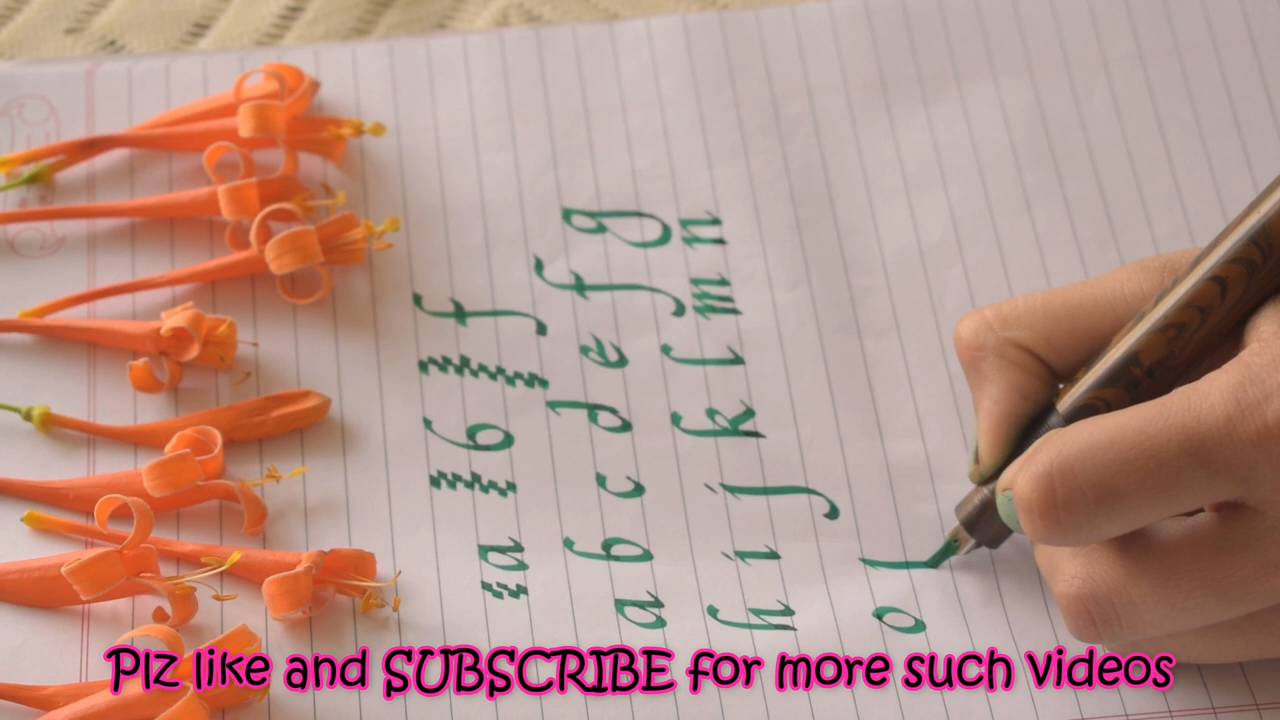 a b f
a b c d e f g
h i j k l m n
o
Plz like and SUBSCRIBE for more such videos